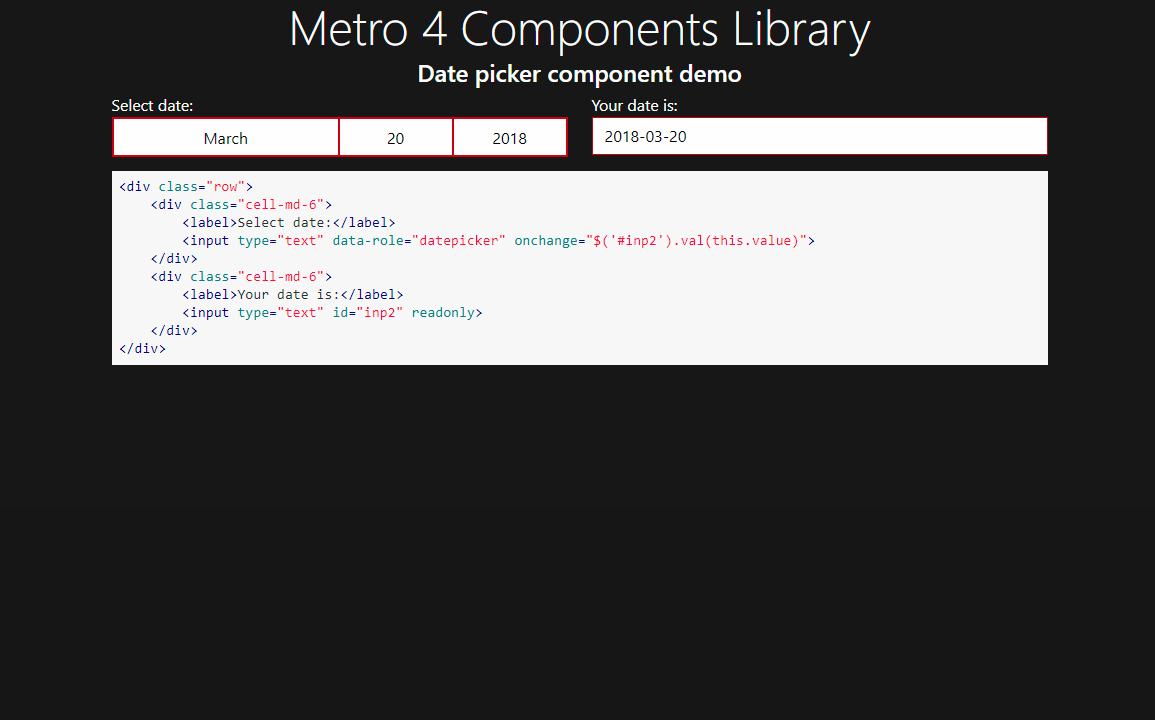 Metro 4 Components Library
Date picker component demo
Select date:
Your date is:
March 20 2018
2018-03-20
<div class="row">
    <div class="cell-md-6">
        <label>Select date:</label>
        <input type="text" data-role="datepicker" onchange="$('#inp2').val(this.value)">
    </div>
    <div class="cell-md-6">
        <label>Your date is:</label>
        <input type="text" id="inp2" readonly>
    </div>
</div>